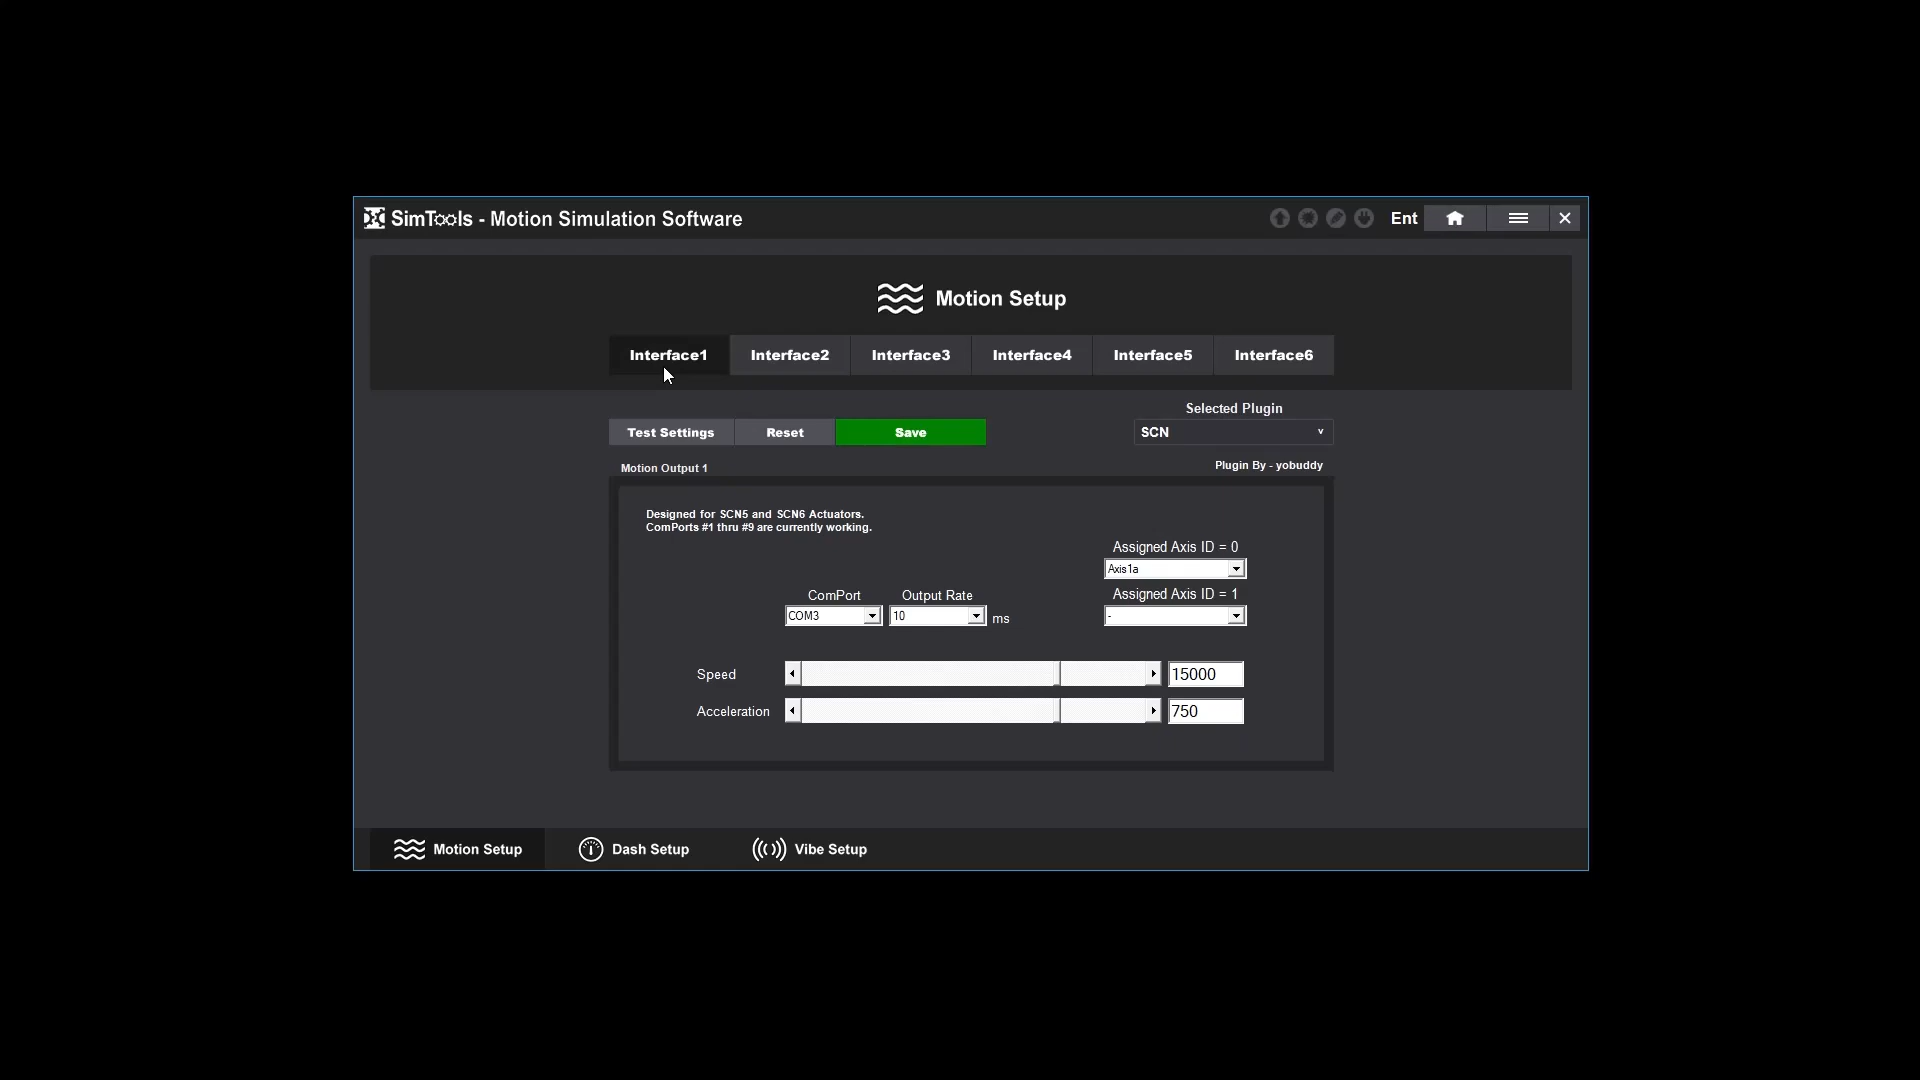 SimTools - Motion Simulation Software
Ent
Motion Setup
Interface1 Interface2 Interface3 Interface4 Interface5 Interface6
Selected Plugin
Test Settings Reset Save
SCN
Motion Output 1
Plugin By - yobuddy
Designed for SCN5 and SCN6 Actuators.
ComPorts #1 thru #9 are currently working.
Assigned Axis ID = 0
Axis1a
ComPort Output Rate Assigned Axis ID = 1
COM3 10 ms -
Speed 15000
Acceleration 750
Motion Setup Dash Setup Vibe Setup